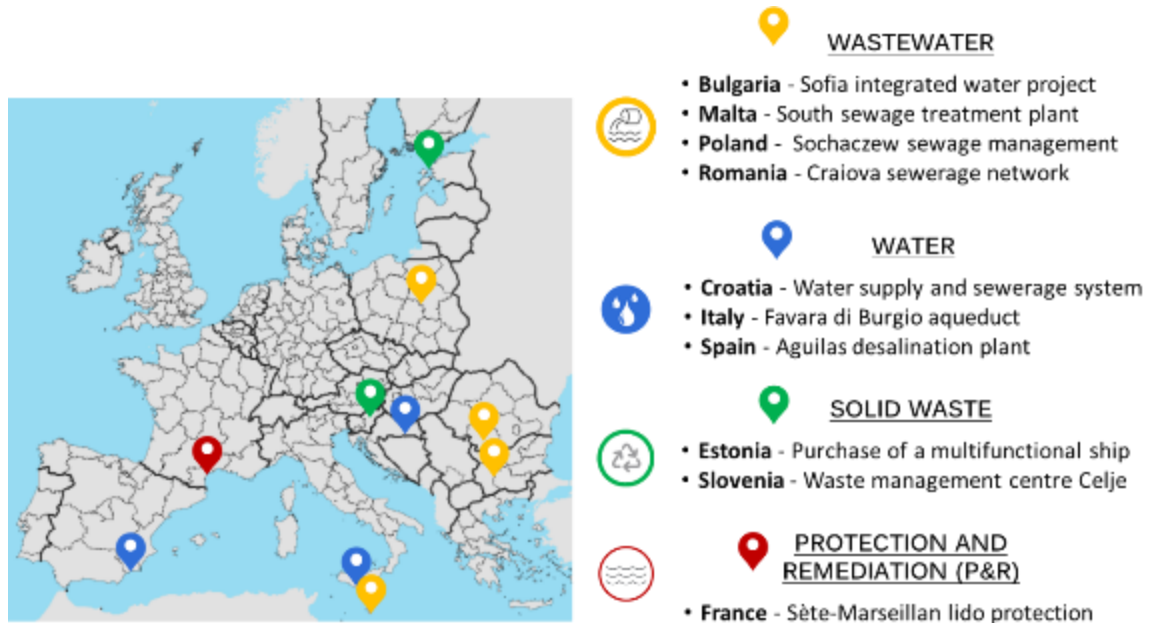 WASTEWATER
• Bulgaria - Sofia integrated water project
• Malta - South sewage treatment plant
• Poland - Sochaczew sewage management
• Romania - Craiova sewerage network
WATER
• Croatia - Water supply and sewerage system
• Italy - Favara di Burgio aqueduct
• Spain - Aguilas desalination plant
SOLID WASTE
• Estonia - Purchase of a multifunctional ship
• Slovenia - Waste management centre Celje
PROTECTION AND
REMEDIATION (P&R)
• France - Sète-Marseillan lido protection